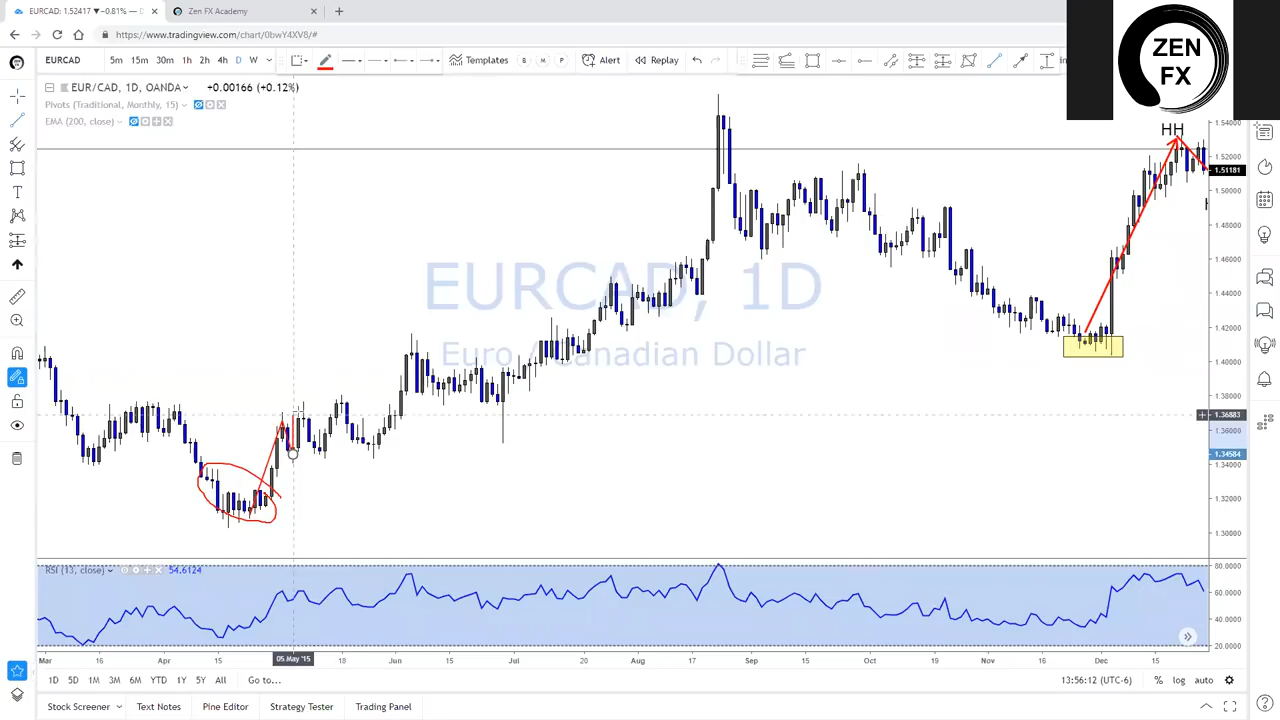 EURCAD: 1.52417 ▼−0.81% — D
Zen FX Academy
https://www.tradingview.com/chart/0bwY4XV8/#
ZEN
FX
EURCAD 5m 15m 30m 1h 2h 4h D W Templates B M P Alert Replay
EUR/CAD, 1D, OANDA +0.00166 (+0.12%)
Pivots (Traditional, Monthly, 15)
EMA (200, close)
EURCAD, 1D
Euro / Canadian Dollar
HH
1.54000
1.52000
1.51181
1.50000
1.48000
1.46000
1.44000
1.42000
1.40000
1.38000
1.36883
1.36000
1.34584
1.34000
1.32000
1.30000
RSI (13, close) 54.6124
80.0000
60.0000
40.0000
20.0000
Mar 16 Apr 15 05 May '15 18 Jun 15 Jul 20 Aug 17 Sep 15 Oct 19 Nov 16 Dec 15
1D 5D 1M 3M 6M YTD 1Y 5Y All Go to... 13:56:12 (UTC-6) % log auto
Stock Screener Text Notes Pine Editor Strategy Tester Trading Panel